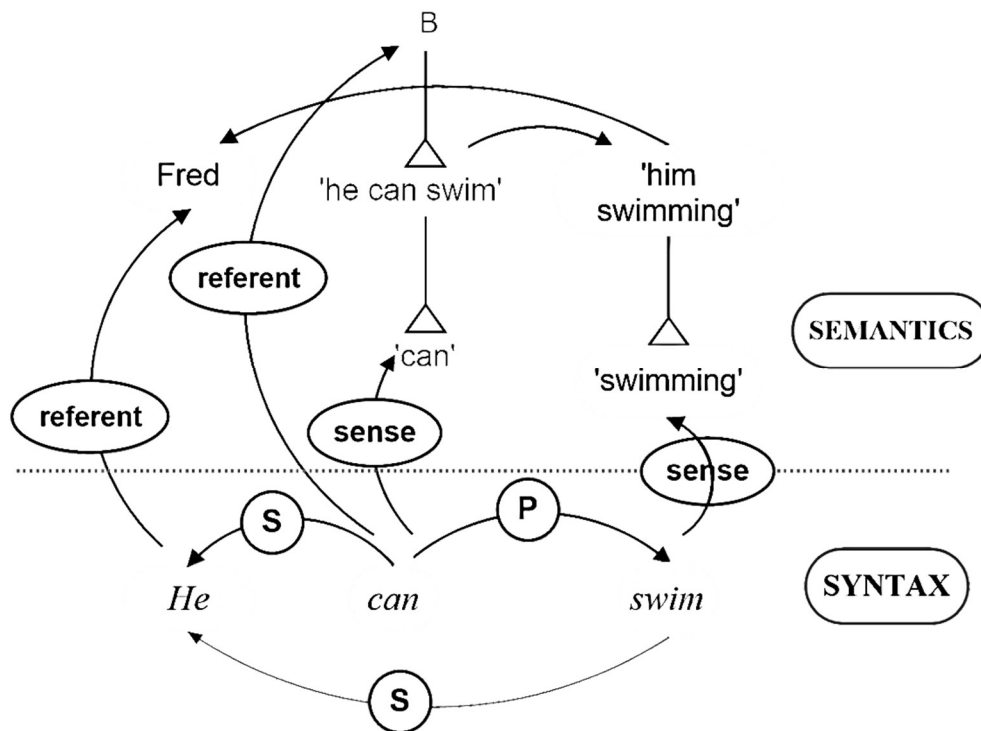 B
Fred
'he can swim'
'him
swimming'
referent
SEMANTICS
'can'
'swimming'
referent
sense
sense
S
P
He
can
swim
SYNTAX
S